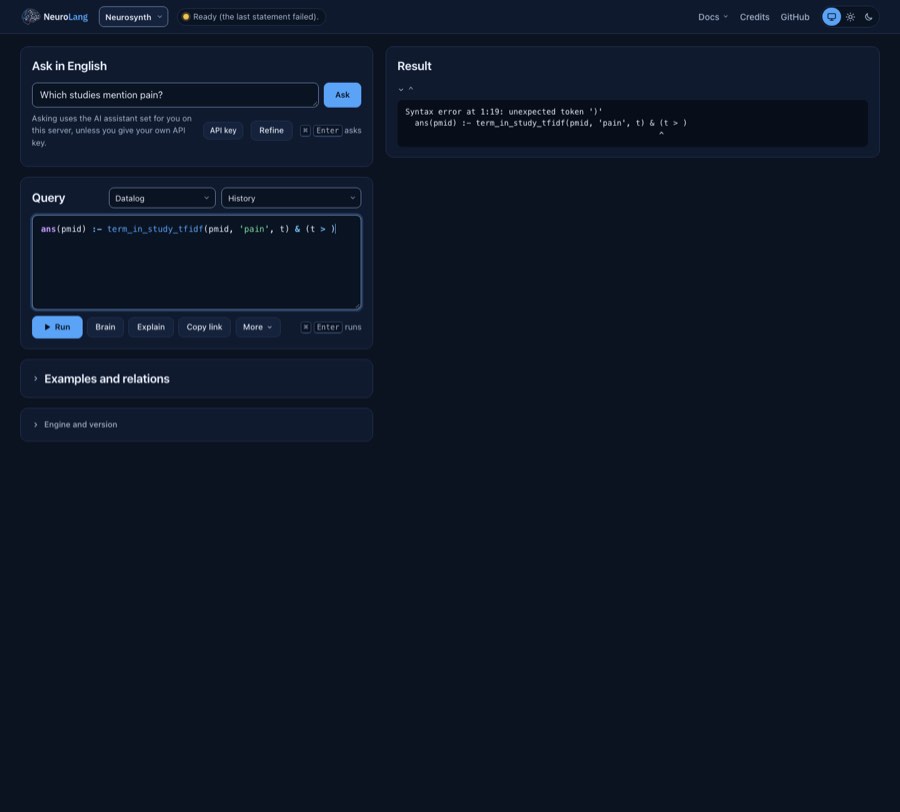 NeuroLang
Neurosynth
Ready (the last statement failed).
Docs
Credits
GitHub
Ask in English
Which studies mention pain?
Ask
Asking uses the AI assistant set for you on
this server, unless you give your own API
key.
API key
Refine
⌘ Enter asks
Query
Datalog
History
ans(pmid) :- term_in_study_tfidf(pmid, 'pain', t) & (t > )
Run
Brain
Explain
Copy link
More
⌘ Enter runs
Examples and relations
Engine and version
Result
Syntax error at 1:19: unexpected token ')'
ans(pmid) :- term_in_study_tfidf(pmid, 'pain', t) & (t > )
^